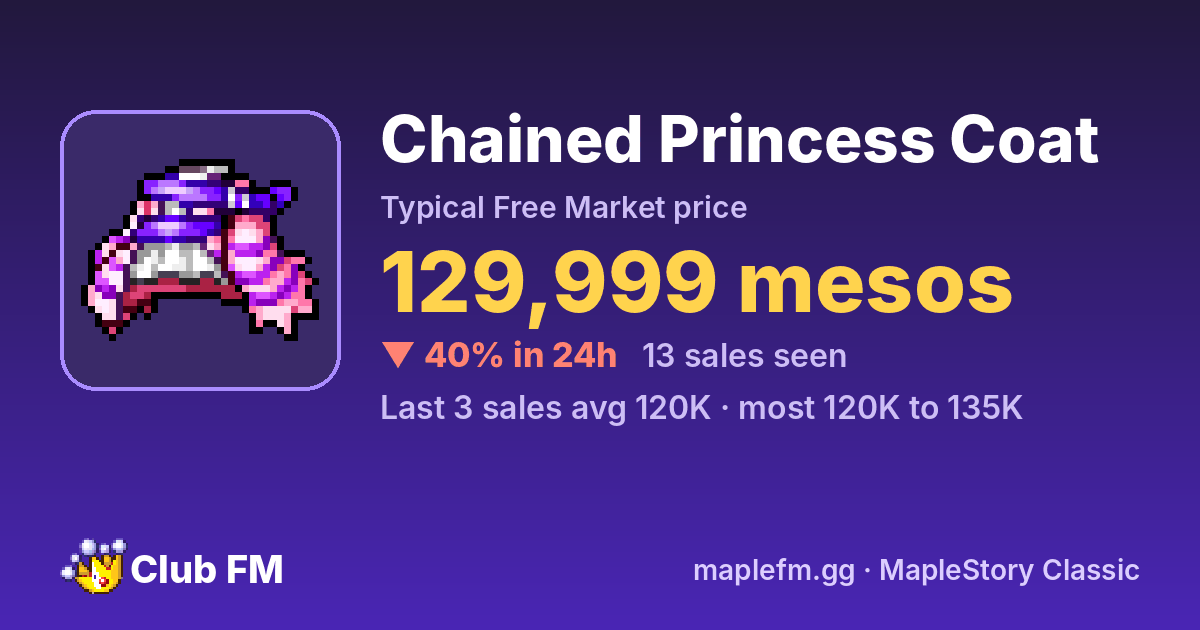 Chained Princess Coat
Typical Free Market price
129,999 mesos
▼ 40% in 24h 13 sales seen
Last 3 sales avg 120K · most 120K to 135K
Club FM
maplefm.gg · MapleStory Classic